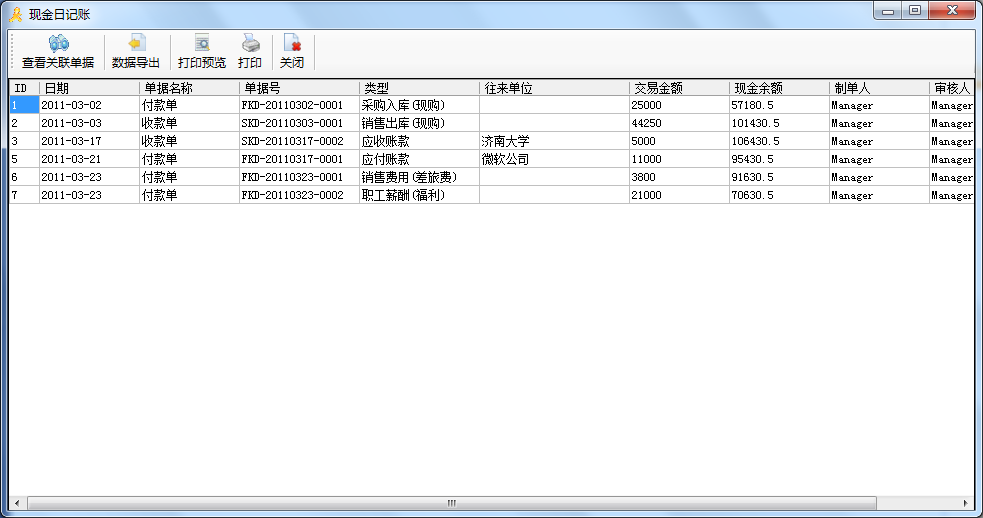 现金日记账
查看关联单据 数据导出 打印预览 打印 关闭
ID 日期 单据名称 单据号 类型 往来单位 交易金额 现金余额 制单人 审核人
1 2011-03-02 付款单 FKD-20110302-0001 采购入库(现购) 25000 57180.5 Manager Manager
2 2011-03-03 收款单 SKD-20110303-0001 销售出库(现购) 44250 101430.5 Manager Manager
3 2011-03-17 收款单 SKD-20110317-0002 应收账款 济南大学 5000 106430.5 Manager Manager
5 2011-03-21 付款单 FKD-20110317-0001 应付账款 微软公司 11000 95430.5 Manager Manager
6 2011-03-23 付款单 FKD-20110323-0001 销售费用(差旅费) 3800 91630.5 Manager Manager
7 2011-03-23 付款单 FKD-20110323-0002 职工薪酬(福利) 21000 70630.5 Manager Manager